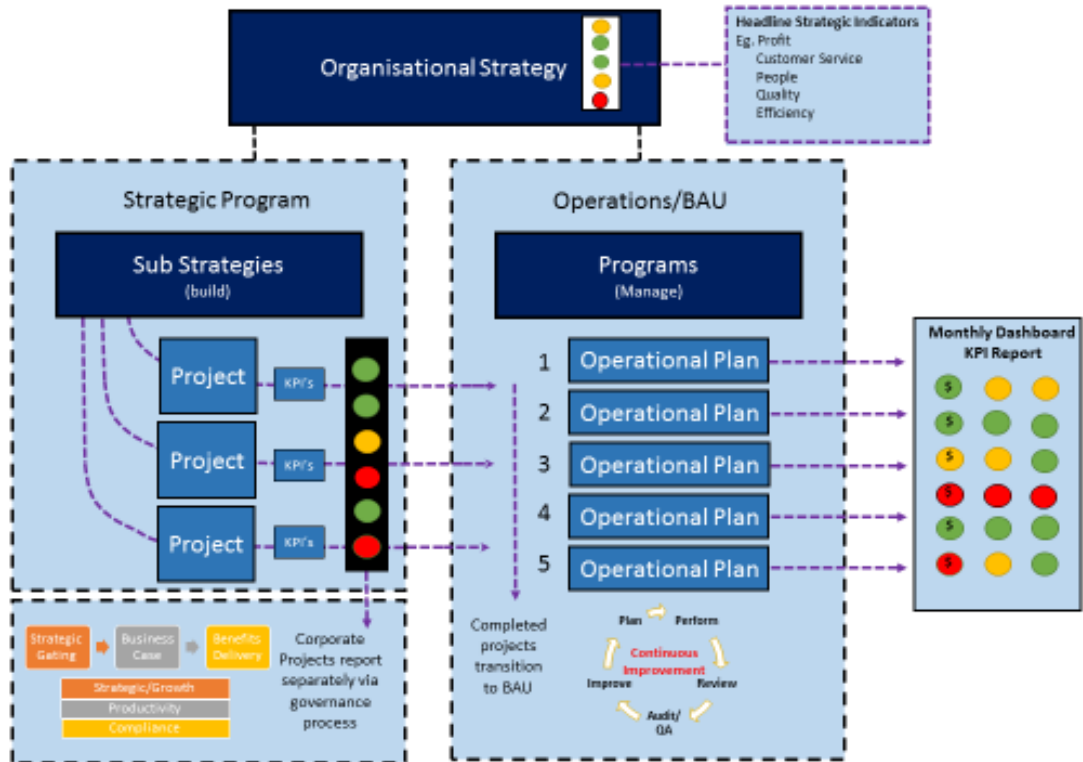 Organisational Strategy
Headline Strategic Indicators
Eg. Profit
Customer Service
People
Quality
Efficiency
Strategic Program
Sub Strategies
(build)
Project
KPI's
Project
KPI's
Project
KPI's
Strategic
Gating
Business
Case
Benefits
Delivery
Strategic/Growth
Productivity
Compliance
Corporate
Projects report
separately via
governance
process
Operations/BAU
Programs
(Manage)
1 Operational Plan
2 Operational Plan
3 Operational Plan
4 Operational Plan
5 Operational Plan
Completed
projects
transition
to BAU
Plan
Perform
Continuous
Improvement
Improve
Review
Audit/
QA
Monthly Dashboard
KPI Report
$
$
$
$
$
$